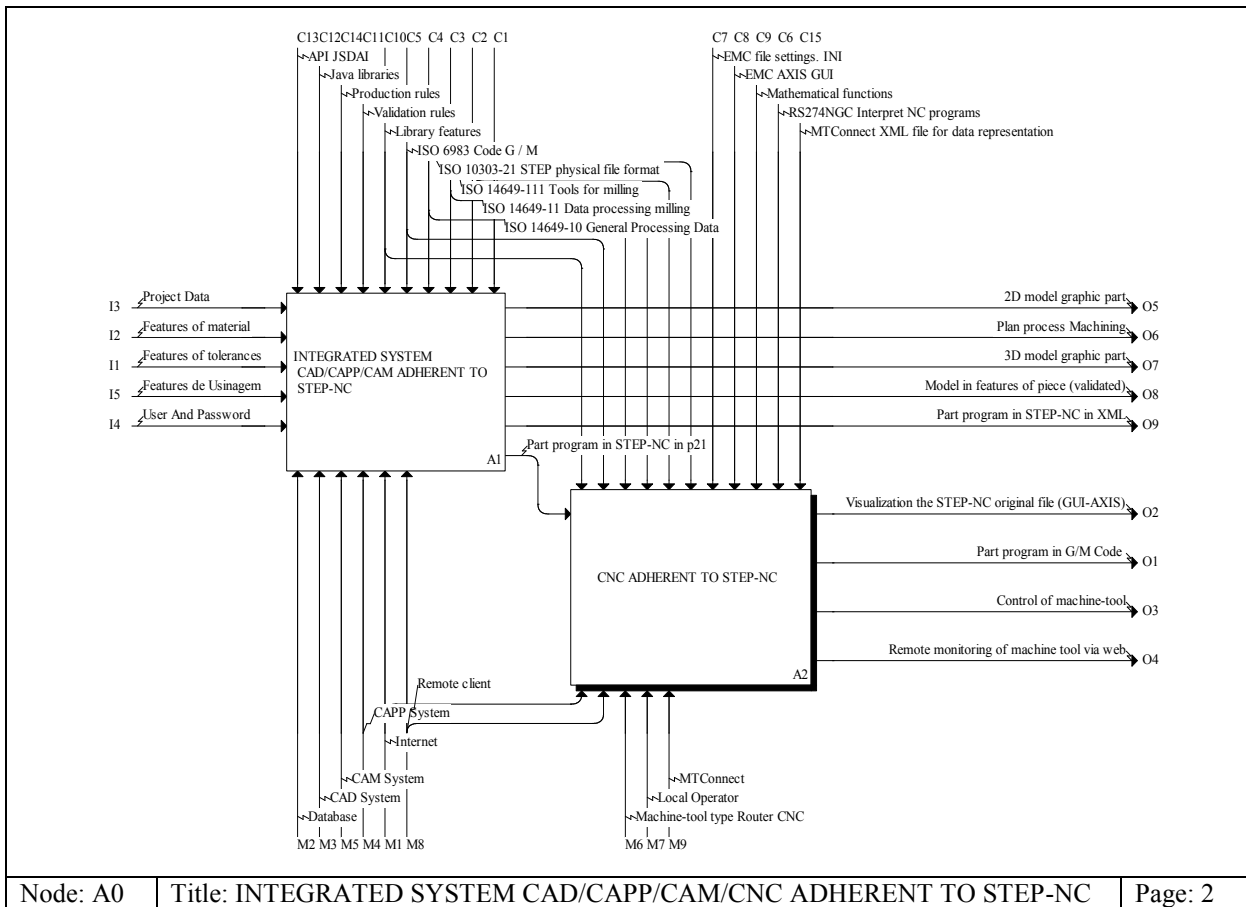 C13C12C14C11C10C5 C4 C3 C2 C1
C7 C8 C9 C6 C15
API JSDAI
Java libraries
Production rules
Validation rules
Library features
ISO 6983 Code G / M
ISO 10303-21 STEP physical file format
ISO 14649-111 Tools for milling
ISO 14649-11 Data processing milling
ISO 14649-10 General Processing Data
EMC file settings. INI
EMC AXIS GUI
Mathematical functions
RS274NGC Interpret NC programs
MTConnect XML file for data representation
I3 Project Data
I2 Features of material
I1 Features of tolerances
I5 Features de Usinagem
I4 User And Password
INTEGRATED SYSTEM
CAD/CAPP/CAM ADHERENT TO
STEP-NC
A1
2D model graphic part O5
Plan process Machining O6
3D model graphic part O7
Model in features of piece (validated) O8
Part program in STEP-NC in XML O9
Part program in STEP-NC in p21
CNC ADHERENT TO STEP-NC
A2
Visualization the STEP-NC original file (GUI-AXIS) O2
Part program in G/M Code O1
Control of machine-tool O3
Remote monitoring of machine tool via web O4
Remote client
CAPP System
Internet
CAM System
CAD System
Database
M2 M3 M5 M4 M1 M8
MTConnect
Local Operator
Machine-tool type Router CNC
M6 M7 M9
Node: A0 Title: INTEGRATED SYSTEM CAD/CAPP/CAM/CNC ADHERENT TO STEP-NC Page: 2